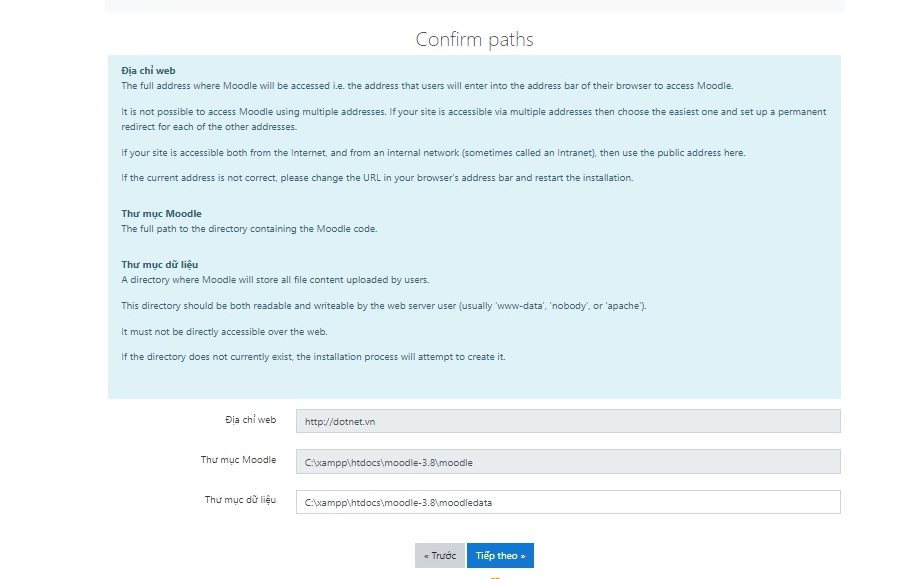 Confirm paths
Địa chỉ web
The full address where Moodle will be accessed i.e. the address that users will enter into the address bar of their browser to access Moodle.
It is not possible to access Moodle using multiple addresses. If your site is accessible via multiple addresses then choose the easiest one and set up a permanent
redirect for each of the other addresses.
If your site is accessible both from the Internet, and from an internal network (sometimes called an Intranet), then use the public address here.
If the current address is not correct, please change the URL in your browser's address bar and restart the installation.
Thư mục Moodle
The full path to the directory containing the Moodle code.
Thư mục dữ liệu
A directory where Moodle will store all file content uploaded by users.
This directory should be both readable and writeable by the web server user (usually 'www-data', 'nobody', or 'apache').
It must not be directly accessible over the web.
If the directory does not currently exist, the installation process will attempt to create it.
Địa chỉ web
http://dotnet.vn
Thư mục Moodle
C:\xampp\htdocs\moodle-3.8\moodle
Thư mục dữ liệu
C:\xampp\htdocs\moodle-3.8\moodledata
« Trước
Tiếp theo »